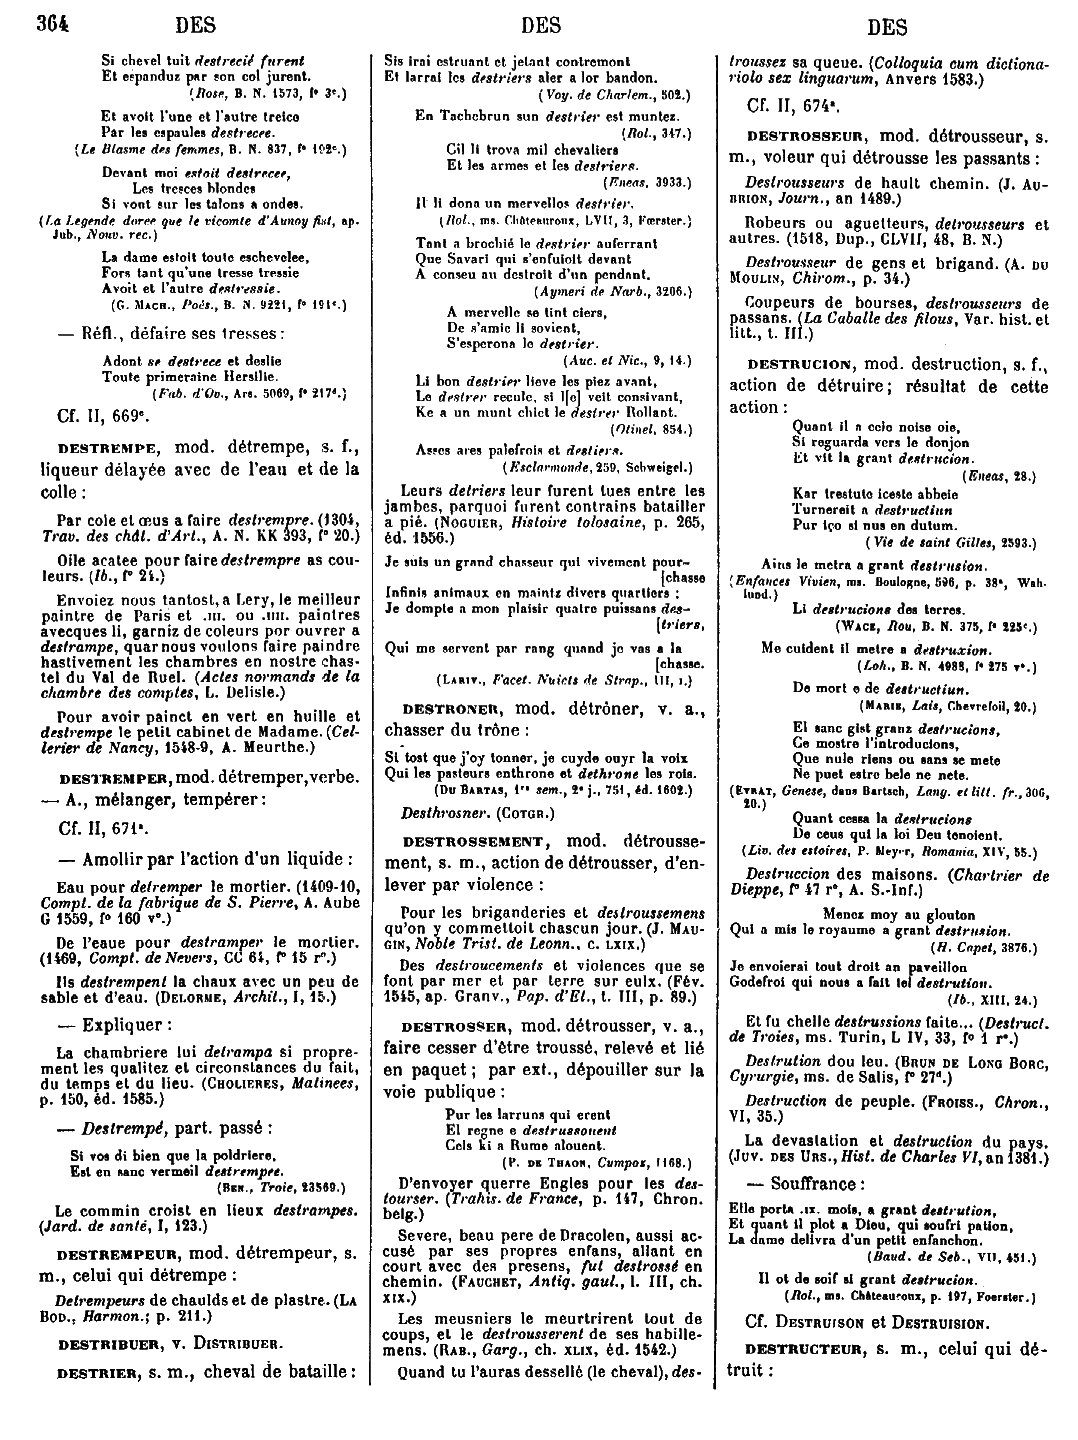 364 DES DES DES
Si chevel tuit destrecié furent
Et espanduz par son col jurent.
(Rose, B. N. 1573, f° 3c.)
Et avoit l'une et l'autre treice
Par les espaules destrecee.
(Le Blasme des femmes, B. N. 837, f° 192c.)
Devant moi estoit destrecee,
Les tresces blondes
Si vont sur les talons a ondes.
(La Legende doree que le vicomte d'Aunoy fist, ap.
Jub., Nouv. rec.)
La dame estoit toute eschevelee,
Fors tant qu'une tresse tressie
Avoit et l'autre destressie.
(G. MACH., Poés., B. N. 9221, f° 191c.)
— Réfl., défaire ses tresses :
Adont se destrece et deslie
Toute primeraine Hersilie.
(Fab. d'Ov., Ars. 5069, f° 217d.)
Cf. II, 669c.
DESTREMPE, mod. détrempe, s. f.,
liqueur délayée avec de l'eau et de la
colle :
Par cole et œus a faire destrempre. (1304,
Trav. des chât. d'Art., A. N. KK 393, f° 20.)
Oile acatee pour faire destrempre as cou-
leurs. (Ib., f° 24.)
Envoiez nous tantost, a Lery, le meilleur
paintre de Paris et .III. ou .IIII. paintres
avecques li, garniz de coleurs por ouvrer a
destrampe, quar nous voulons faire paindre
hastivement les chambres en nostre chas-
tel du Val de Ruel. (Actes normands de la
chambre des comptes, L. Delisle.)
Pour avoir painct en vert en huille et
destrempe le petit cabinet de Madame. (Cel-
lerier de Nancy, 1548-9, A. Meurthe.)
DESTREMPER, mod. détremper, verbe.
— A., mélanger, tempérer :
Cf. II, 671a.
— Amollir par l'action d'un liquide :
Eau pour detremper le mortier. (1409-10,
Compt. de la fabrique de S. Pierre, A. Aube
G 1559, f° 160 v°.)
De l'eaue pour destramper le mortier.
(1469, Compt. de Nevers, CC 64, f° 15 r°.)
Ils destrempent la chaux avec un peu de
sable et d'eau. (DELORME, Archit., I, 15.)
— Expliquer :
La chambriere lui detrampa si propre-
ment les qualitez et circonstances du fait,
du temps et du lieu. (CHOLIERES, Matinees,
p. 150, éd. 1585.)
— Destrempé, part. passé :
Si vos di bien que la poldriere,
Est en sanc vermeil destrempee.
(BEN., Troie, 23569.)
Le commin croist en lieux destrampes.
(Jard. de santé, I, 123.)
DESTREMPEUR, mod. détrempeur, s.
m., celui qui détrempe :
Detrempeurs de chaulds et de plastre. (LA
BOD., Harmon.; p. 211.)
DESTRIBUER, v. DISTRIBUER.
DESTRIER, s. m., cheval de bataille :
Sis irai estruant et jetant contremont
Et larrai les destriers aler a lor bandon.
(Voy. de Charlem., 502.)
En Tachebrun sun destrier est muntez.
(Rol., 347.)
Cil li trova mil chevaliers
Et les armes et les destriers.
(Eneas, 3933.)
Il li dona un mervellos destrier.
(Rol., ms. Châteauroux, LVII, 3, Fœrster.)
Tant a brochié le destrier auferrant
Que Savari qui s'enfuioit devant
A conseu au destroit d'un pendant.
(Aymeri de Narb., 3206.)
A mervelle se tint ciers,
De s'amie li sovient,
S'esperona le destrier.
(Auc. et Nic., 9, 14.)
Li bon destrier lieve les piez avant,
Le destrer recule, si l[e] veit consivant,
Ke a un munt chiet le destrer Rollant.
(Otinel, 854.)
Asses ares palefrois et destiers.
(Esclarmonde, 259, Schweigel.)
Leurs detriers leur furent tues entre les
jambes, parquoi furent contrains batailler
a pié. (NOGUIER, Histoire tolosaine, p. 265,
éd. 1556.)
Je suis un grand chasseur qui vivement pour-
[chasse
Infinis animaux en maintz divers quartiers :
Je dompte a mon plaisir quatre puissans des-
[triers,
Qui me servent par rang quand je vas a la
[chasse.
(LARIV., Facet. Nuicts de Strap., III, I.)
DESTRONER, mod. détrôner, v. a.,
chasser du trône :
Si tost que j'oy tonner, je cuyde ouyr la voix
Qui les pasteurs enthrone et dethrone les rois.
(DU BARTAS, 1re sem., 2e j., 751, éd. 1602.)
Desthrosner. (COTGR.)
DESTROSSEMENT, mod. détrousse-
ment, s. m., action de détrousser, d'en-
lever par violence :
Pour les briganderies et destroussemens
qu'on y commettoit chascun jour. (J. MAU-
GIN, Noble Trist. de Leonn., c. LXIX.)
Des destroucements et violences que se
font par mer et par terre sur eulx. (Fév.
1545, ap. Granv., Pap. d'Et., t. III, p. 89.)
DESTROSSER, mod. détrousser, v. a.,
faire cesser d'être troussé, relevé et lié
en paquet ; par ext., dépouiller sur la
voie publique :
Pur les larruns qui erent
El regne e destrussouent
Cels ki a Rume alouent.
(P. DE THAON, Cumpoz, 1168.)
D'envoyer querre Engles pour les des-
tourser. (Trahis. de France, p. 147, Chron.
belg.)
Severe, beau pere de Dracolen, aussi ac-
cusé par ses propres enfans, allant en
court avec des presens, fut destrossé en
chemin. (FAUCHET, Antiq. gaul., l. III, ch.
XIX.)
Les meusniers le meurtrirent tout de
coups, et le destrousserent de ses habille-
mens. (RAB., Garg., ch. XLIX, éd. 1542.)
Quand tu l'auras dessellé (le cheval), des-
troussez sa queue. (Colloquia cum dictiona-
riolo sex linguarum, Anvers 1583.)
Cf. II, 674a.
DESTROSSEUR, mod. détrousseur, s.
m., voleur qui détrousse les passants :
Destrousseurs de hault chemin. (J. AU-
BRION, Journ., an 1489.)
Robeurs ou aguetteurs, detrousseurs et
autres. (1518, Dup., CLVII, 48, B. N.)
Destrousseur de gens et brigand. (A. DU
MOULIN, Chirom., p. 34.)
Coupeurs de bourses, destrousseurs de
passans. (La Caballe des filous, Var. hist. et
litt., t. III.)
DESTRUCION, mod. destruction, s. f.,
action de détruire ; résultat de cette
action :
Quant il a cele noise oie,
Si reguarda vers le donjon
Et vit la grant destrucion.
(Eneas, 28.)
Kar trestute iceste abbeie
Turnereit a destructiun
Pur iço si nus en dutum.
(Vie de saint Gilles, 2593.)
Ains le metra a grant destrusion.
(Enfances Vivien, ms. Boulogne, 596, p. 38a, Wah-
lund.)
Li destrucions des terres.
(WACE, Rou, B. N. 375, f° 225c.)
Me cuident il metre a destruxion.
(Loh., B. N. 4988, f° 275 v°.)
De mort e de destructiun.
(MARIE, Lais, Chevrefoil, 20.)
El sanc gist granz destrucions,
Ce mostre l'introducions,
Que nule riens ou sans se mete
Ne puet estre bele ne nete.
(EVRAT, Genese, dans Bartsch, Lang. et litt. fr., 306,
20.)
Quant cessa la destrucions
De ceus qui la loi Deu tenoient.
(Liv. des estoires, P. Meyer, Romania, XIV, 55.)
Destruccion des maisons. (Chartrier de
Dieppe, f° 47 r°, A. S.-Inf.)
Menez moy au glouton
Qui a mis le royaume a grant destrusion.
(H. Capet, 3876.)
Je envoierai tout droit an paveillon
Godefroi qui nous a fait tel destrution.
(Ib., XIII, 24.)
Et fu chelle destrussions faite... (Destruct.
de Troies, ms. Turin, L IV, 33, f° 1 r°.)
Destrution dou leu. (BRUN DE LONG BORC,
Cyrurgie, ms. de Salis, f° 27d.)
Destruction de peuple. (FROISS., Chron.,
VI, 35.)
La devastation et destruction du pays.
(JUV. DES URS., Hist. de Charles VI, an 1381.)
— Souffrance :
Elle porta .IX. mois, a grant destrution,
Et quant il plot a Dieu, qui soufri pation,
La dame delivra d'un petit enfanchon.
(Baud. de Seb., VII, 451.)
Il ot de soif si grant destrucion.
(Rol., ms. Châteauroux, p. 197, Foerster.)
Cf. DESTRUISON et DESTRUISION.
DESTRUCTEUR, s. m., celui qui dé-
truit :